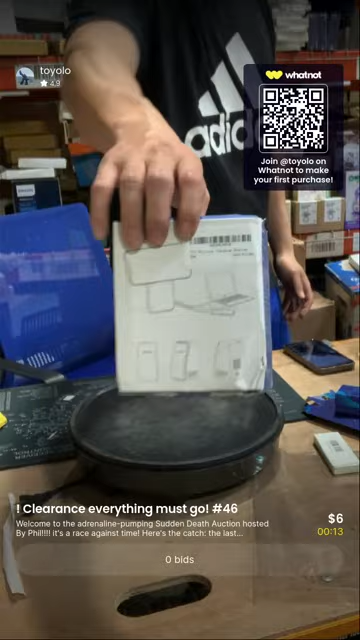 toyolo
★ 4.9
whatnot
Join @toyolo on
Whatnot to make
your first purchase!
adid
! Clearance everything must go! #46
$6
Welcome to the adrenaline-pumping Sudden Death Auction hosted
By Phil!!!! it's a race against time! Here's the catch: the last...
00:13
0 bids